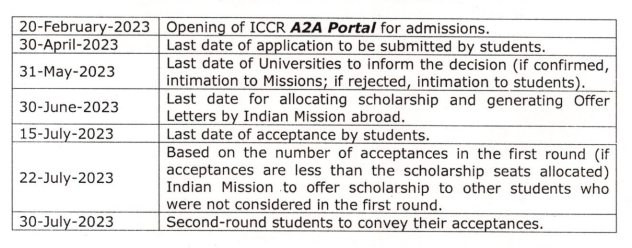 20-February-2023 Opening of ICCR A2A Portal for admissions.
30-April-2023 Last date of application to be submitted by students.
31-May-2023 Last date of Universities to inform the decision (if confirmed,
intimation to Missions; if rejected, intimation to students).
30-June-2023 Last date for allocating scholarship and generating Offer
Letters by Indian Mission abroad.
15-July-2023 Last date of acceptance by students.
22-July-2023 Based on the number of acceptances in the first round (if
acceptances are less than the scholarship seats allocated)
Indian Mission to offer scholarship to other students who
were not considered in the first round.
30-July-2023 Second-round students to convey their acceptances.